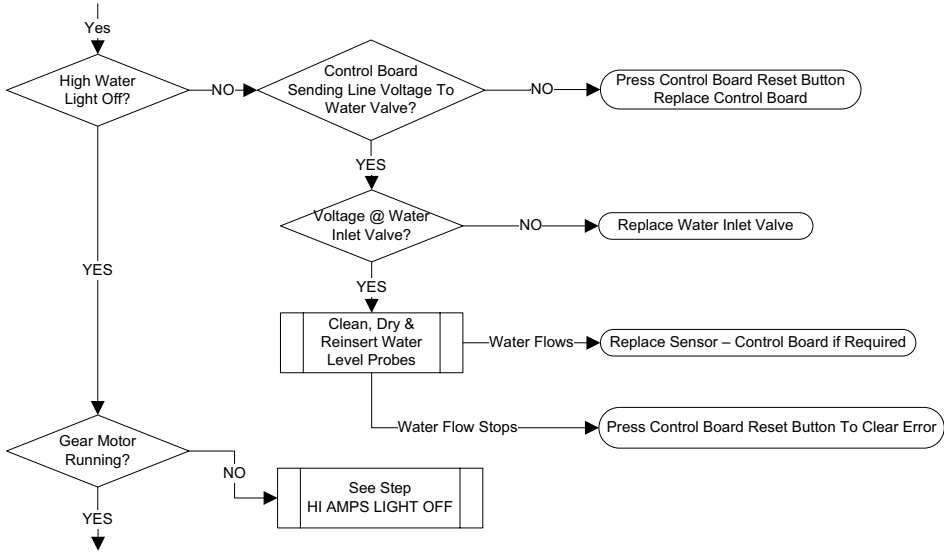 Yes
High Water
Light Off?
NO
Control Board
Sending Line Voltage To
Water Valve?
NO
Press Control Board Reset Button
Replace Control Board
YES
Voltage @ Water
Inlet Valve?
NO
Replace Water Inlet Valve
YES
YES
Clean, Dry &
Reinsert Water
Level Probes
Water Flows
Replace Sensor – Control Board if Required
Water Flow Stops
Press Control Board Reset Button To Clear Error
Gear Motor
Running?
NO
See Step
HI AMPS LIGHT OFF
YES